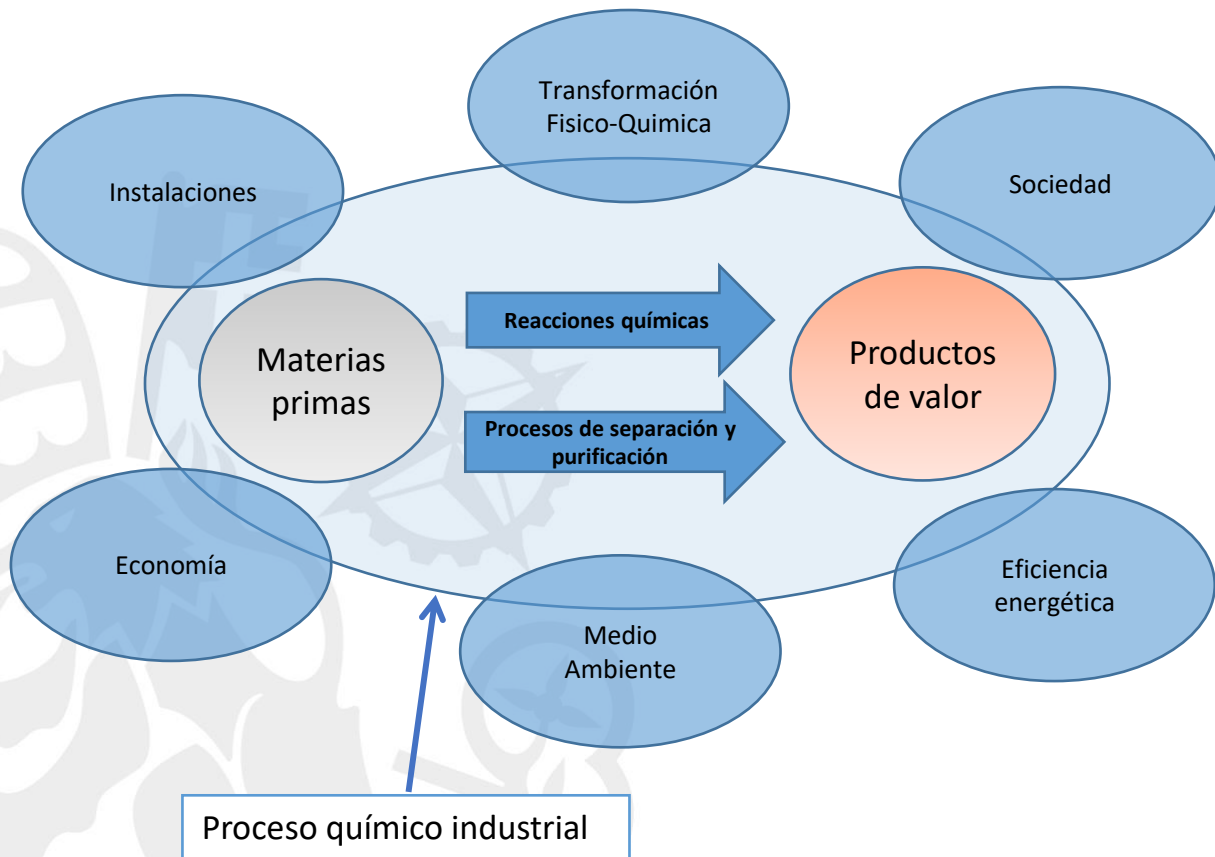 Transformación
Fisico-Quimica
Instalaciones
Sociedad
Reacciones químicas
Materias
primas
Productos
de valor
Procesos de separación y
purificación
Economía
Eficiencia
energética
Medio
Ambiente
Proceso químico industrial